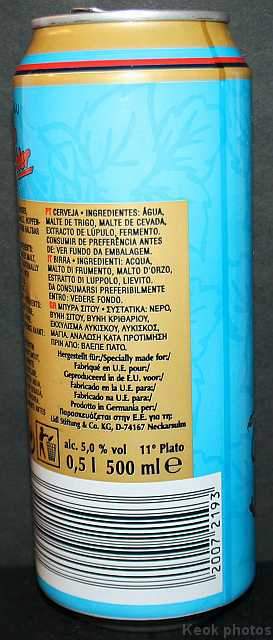 PT CERVEJA • INGREDIENTES: ÁGUA,
MALTE DE TRIGO, MALTE DE CEVADA,
EXTRACTO DE LÚPULO, FERMENTO.
CONSUMIR DE PREFERÊNCIA ANTES
DE: VER FUNDO DA EMBALAGEM.
IT BIRRA • INGREDIENTI: ACQUA,
MALTO DI FRUMENTO, MALTO D'ORZO,
ESTRATTO DI LUPPOLO, LIEVITO.
DA CONSUMARSI PREFERIBILMENTE
ENTRO: VEDERE FONDO.
GR ΜΠΥΡΑ ΣΙΤΟΥ • ΣΥΣΤΑΤΙΚΑ: ΝΕΡΟ,
ΒΥΝΗ ΣΙΤΟΥ, ΒΥΝΗ ΚΡΙΘΑΡΙΟΥ,
ΕΚΧΥΛΙΣΜΑ ΛΥΚΙΣΚΟΥ, ΛΥΚΙΣΚΟΣ,
ΜΑΓΙΑ. ΑΝΑΛΩΣΗ ΚΑΤΑ ΠΡΟΤΙΜΗΣΗ
ΠΡΙΝ ΑΠΟ: ΒΛΕΠΕ ΠΑΤΟ.
Hergestellt für:/Specially made for:/
Fabriqué en U.E. pour:/
Geproduceerd in de E.U. voor:/
Fabricado en la U.E. para:/
Fabricado na U.E. para:/
Prodotto in Germania per:/
Παρασκευάζεται στην Ε.Ε. για τη:
Lidl Stiftung & Co. KG, D-74167 Neckarsulm
alc. 5,0 % vol 11° Plato
0,5 l 500 ml e
2007 2193
Keok photos